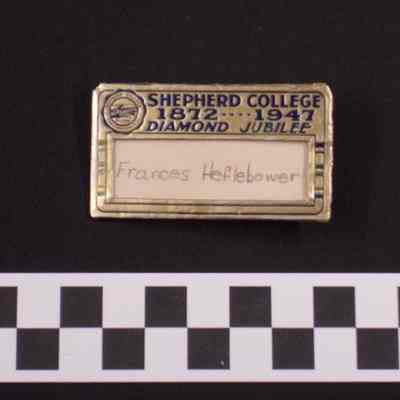 SHEPHERD COLLEGE
1872····1947
DIAMOND JUBILEE
Frances Heflebower